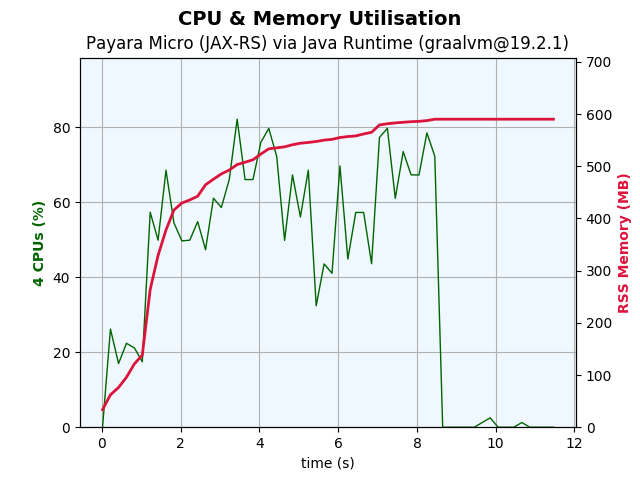 CPU & Memory Utilisation
Payara Micro (JAX-RS) via Java Runtime (graalvm@19.2.1)
4 CPUs (%)
80
60
40
20
0
700
600
500
400
300
200
100
0
RSS Memory (MB)
0 2 4 6 8 10 12
time (s)